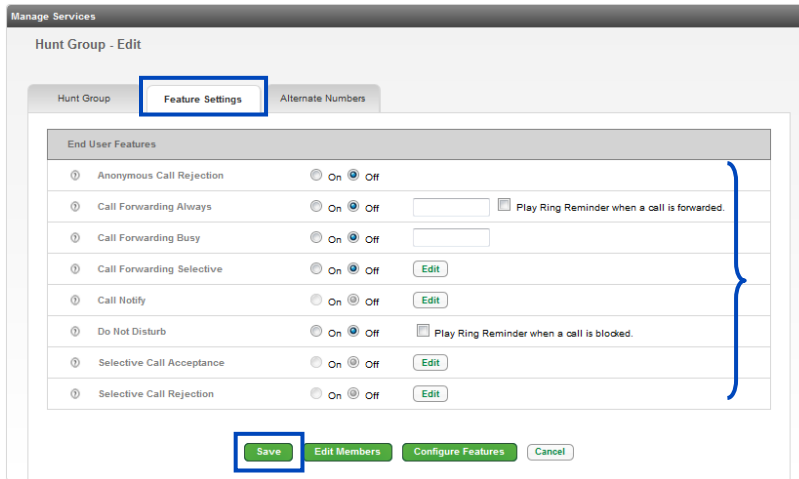 Manage Services
Hunt Group - Edit
Hunt Group Feature Settings Alternate Numbers
End User Features
? Anonymous Call Rejection On Off
? Call Forwarding Always On Off Play Ring Reminder when a call is forwarded.
? Call Forwarding Busy On Off
? Call Forwarding Selective On Off Edit
? Call Notify On Off Edit
? Do Not Disturb On Off Play Ring Reminder when a call is blocked.
? Selective Call Acceptance On Off Edit
? Selective Call Rejection On Off Edit
Save Edit Members Configure Features Cancel